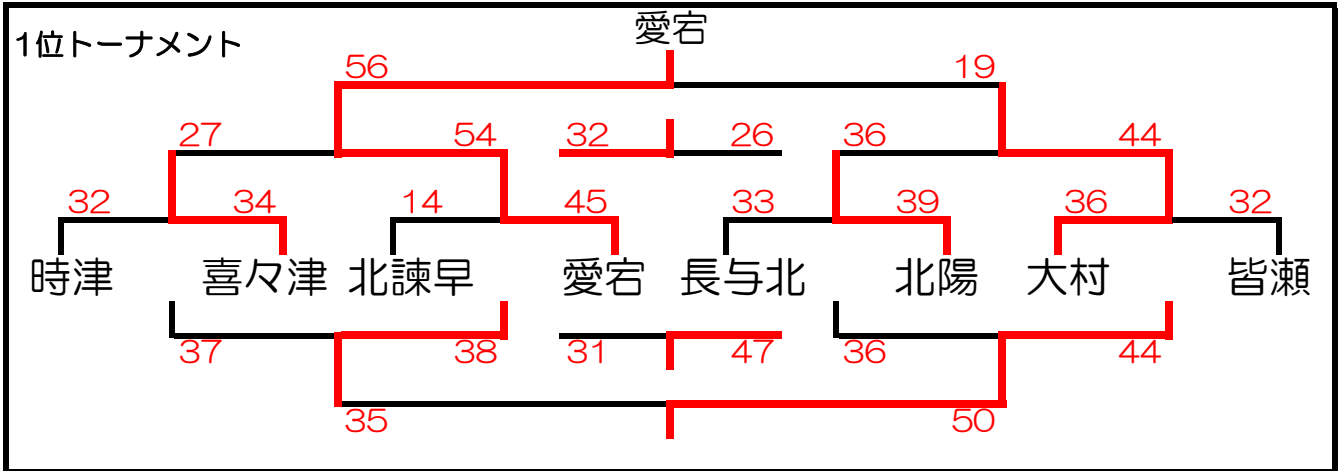 愛宕
1位トーナメント
56 19
27 54 32 26 36 44
32 34 14 45 33 39 36 32
時津 喜々津 北諫早 愛宕 長与北 北陽 大村 皆瀬
37 38 31 47 36 44
35 50